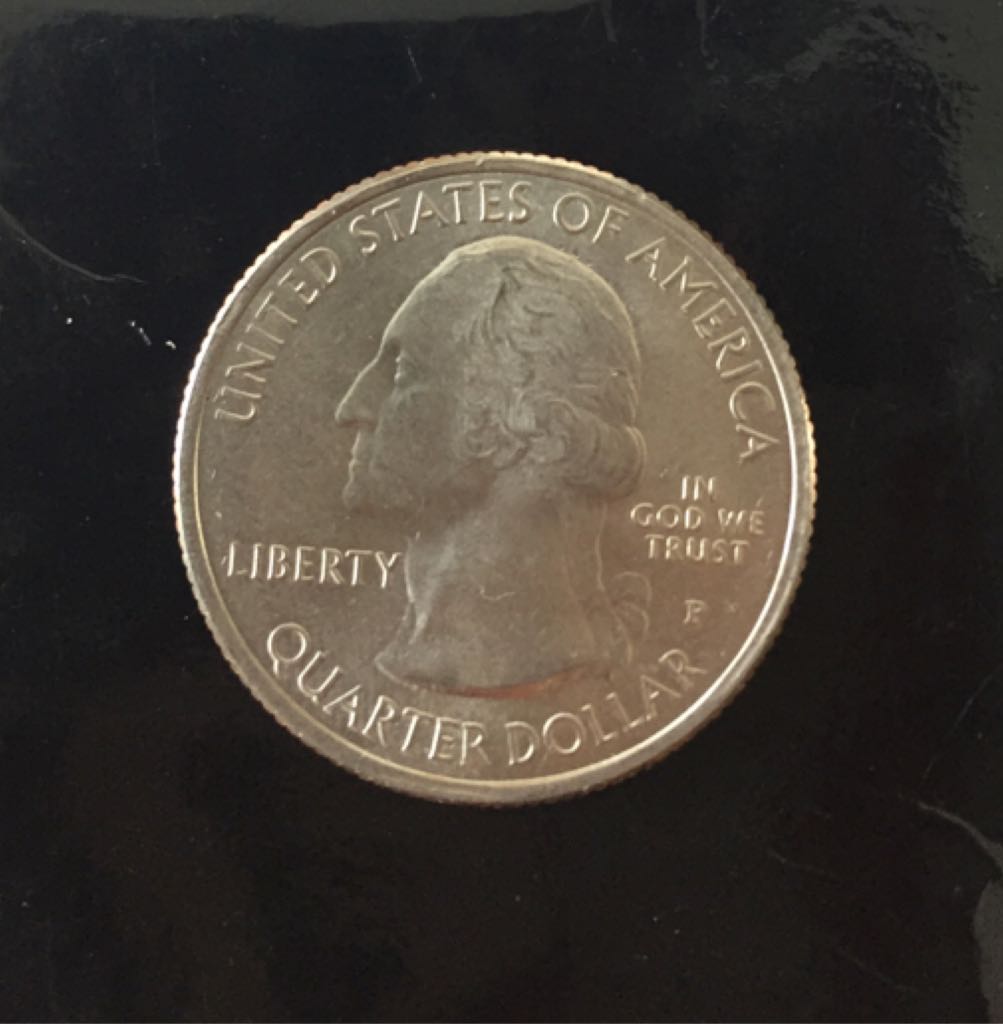 UNITED STATES OF AMERICA
LIBERTY
IN
GOD WE
TRUST
P
QUARTER DOLLAR